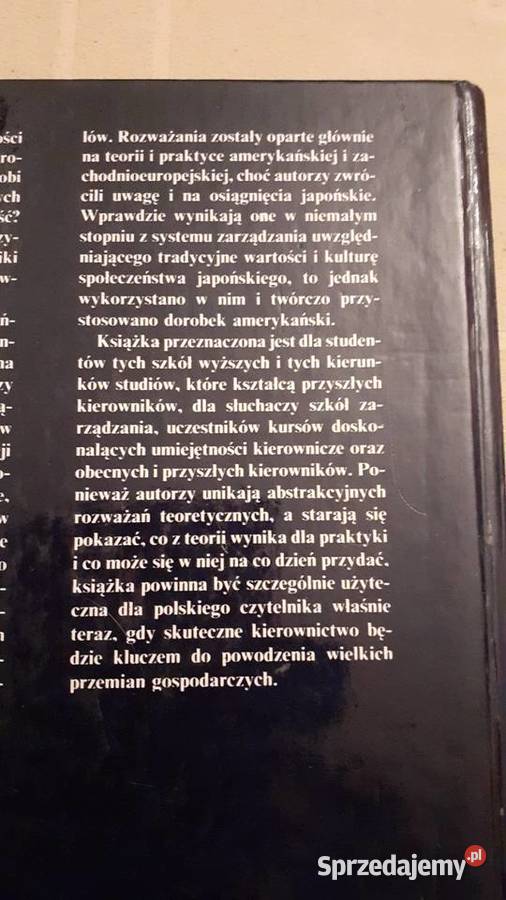 lów. Rozważania zostały oparte głównie
na teorii i praktyce amerykańskiej i za-
chodnioeuropejskiej, choć autorzy zwró-
cili uwagę i na osiągnięcia japońskie.
Wprawdzie wynikają one w niemałym
stopniu z systemu zarządzania uwzględ-
niającego tradycyjne wartości i kulturę
społeczeństwa japońskiego, to jednak
wykorzystano w nim i twórczo przy-
stosowano dorobek amerykański.
Książka przeznaczona jest dla studen-
tów tych szkół wyższych i tych kierun-
ków studiów, które kształcą przyszłych
kierowników, dla słuchaczy szkół za-
rządzania, uczestników kursów dosko-
nalących umiejętności kierownicze oraz
obecnych i przyszłych kierowników. Po-
nieważ autorzy unikają abstrakcyjnych
rozważań teoretycznych, a starają się
pokazać, co z teorii wynika dla praktyki
i co może się w niej na co dzień przydać,
książka powinna być szczególnie użyte-
czna dla polskiego czytelnika właśnie
teraz, gdy skuteczne kierownictwo bę-
dzie kluczem do powodzenia wielkich
przemian gospodarczych.
Sprzedajemy.pl